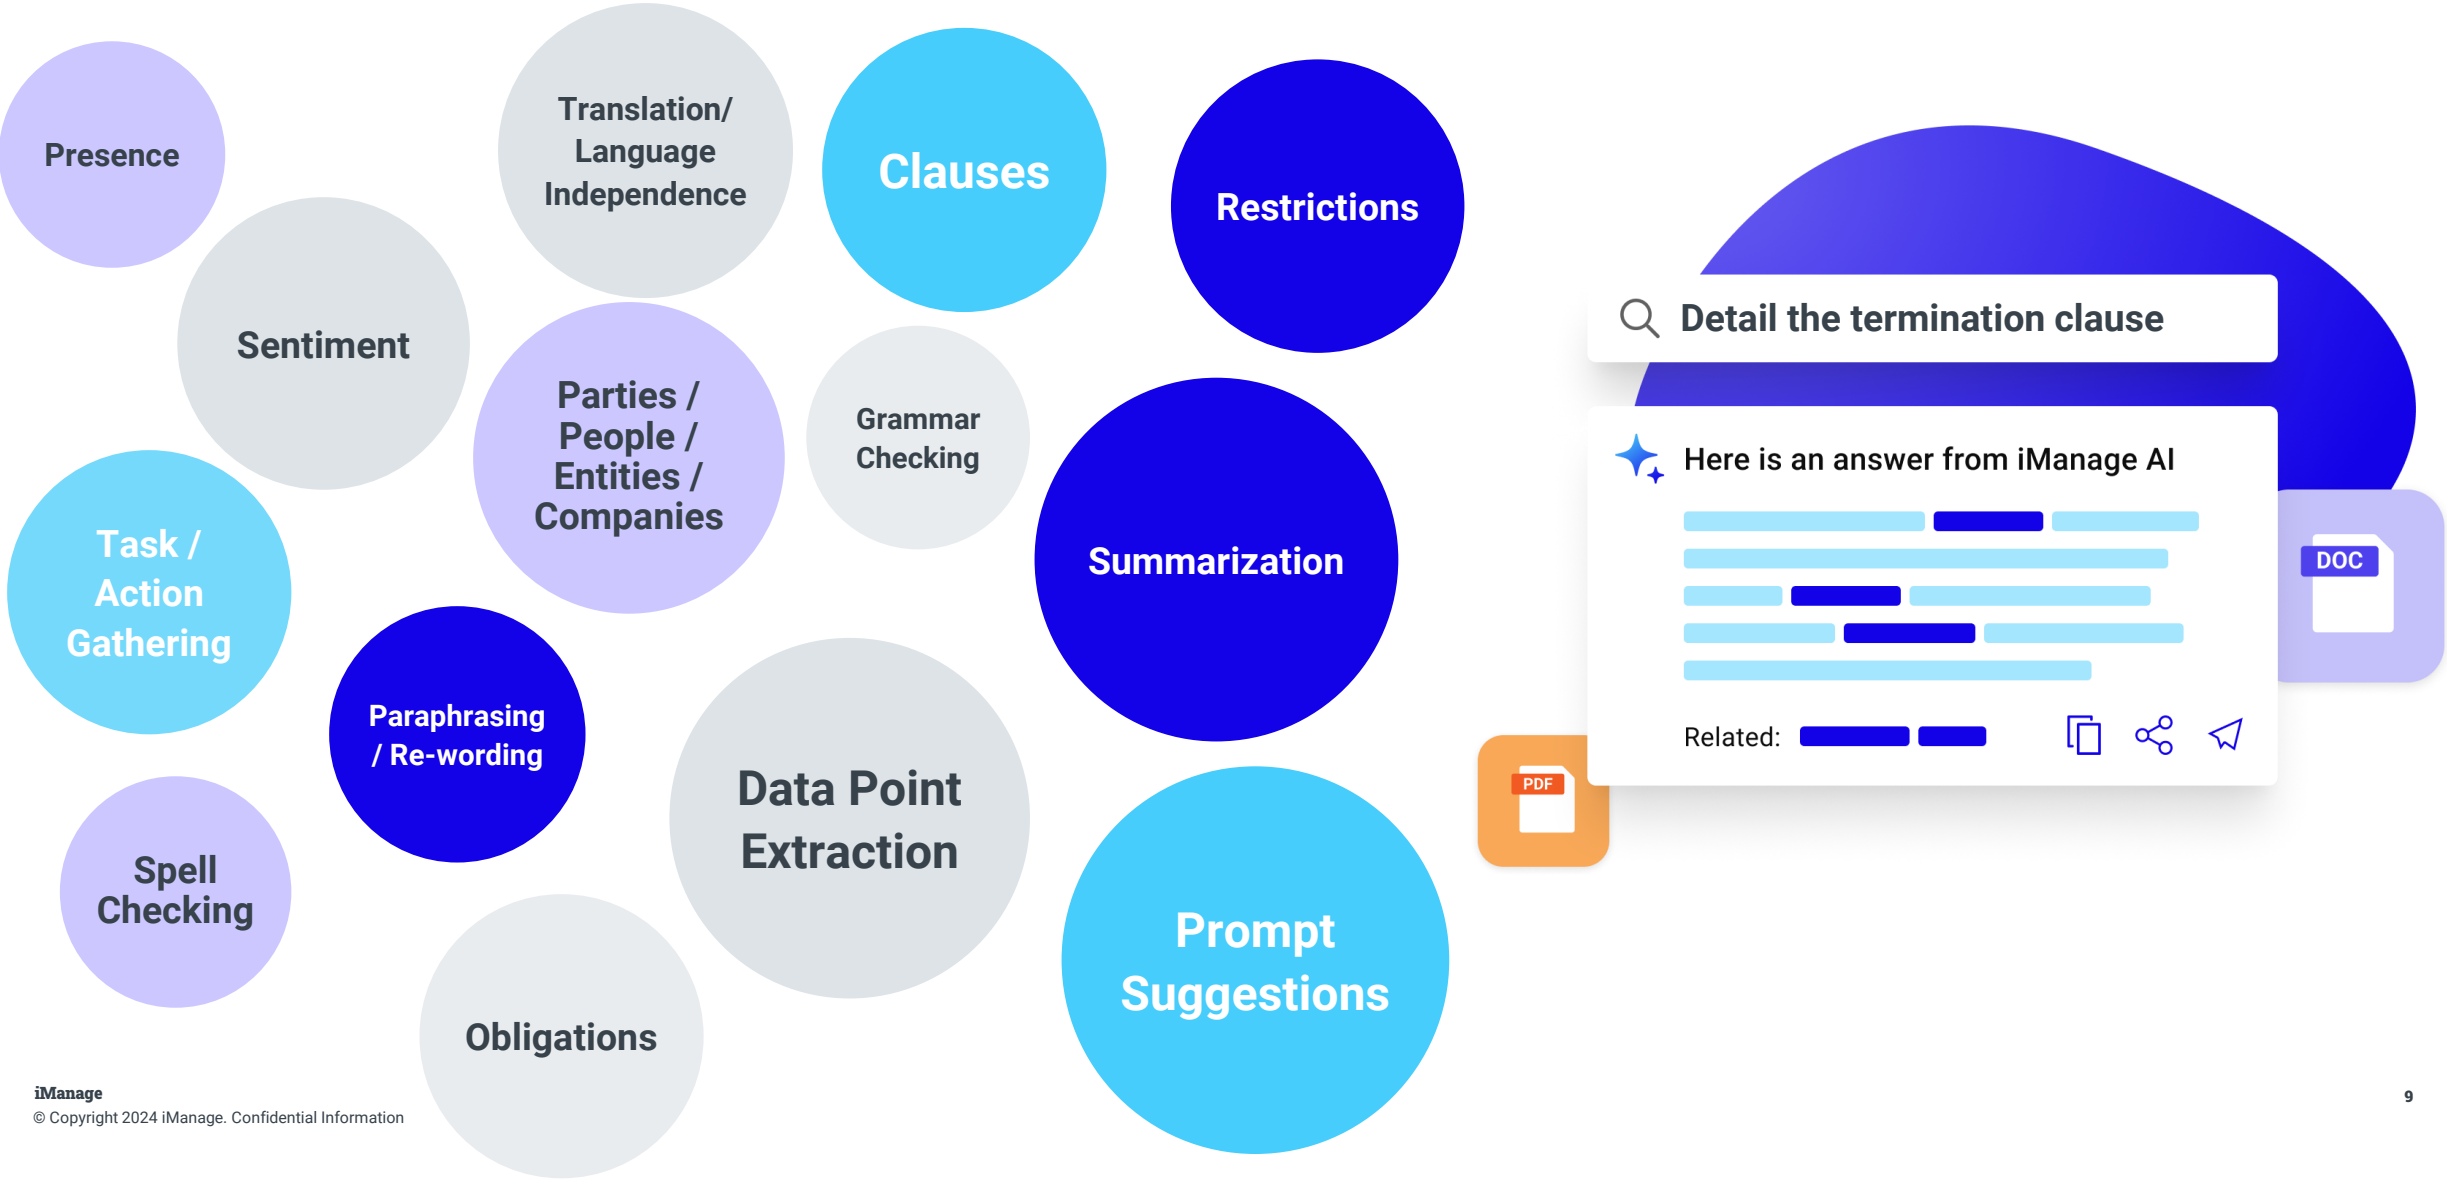 Presence
Translation/
Language
Independence
Clauses
Restrictions
Sentiment
Parties /
People /
Entities /
Companies
Grammar
Checking
Task /
Action
Gathering
Summarization
Paraphrasing
/ Re-wording
Data Point
Extraction
Spell
Checking
Prompt
Suggestions
Obligations
Detail the termination clause
Here is an answer from iManage AI
DOC
Related:
PDF
iManage
© Copyright 2024 iManage. Confidential Information
9